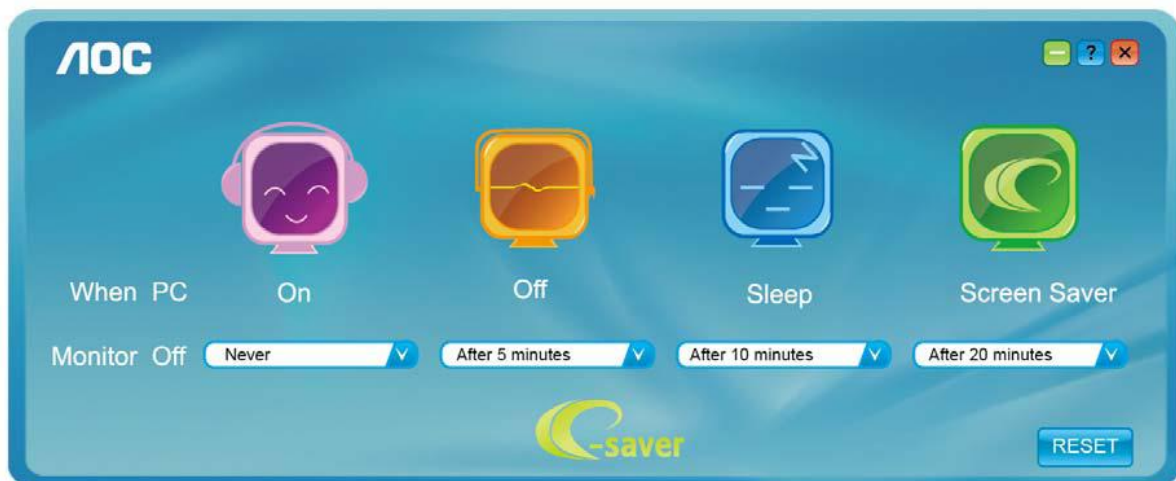 AOC
?
When PC On Off Sleep Screen Saver
Monitor Off Never After 5 minutes After 10 minutes After 20 minutes
e-saver
RESET